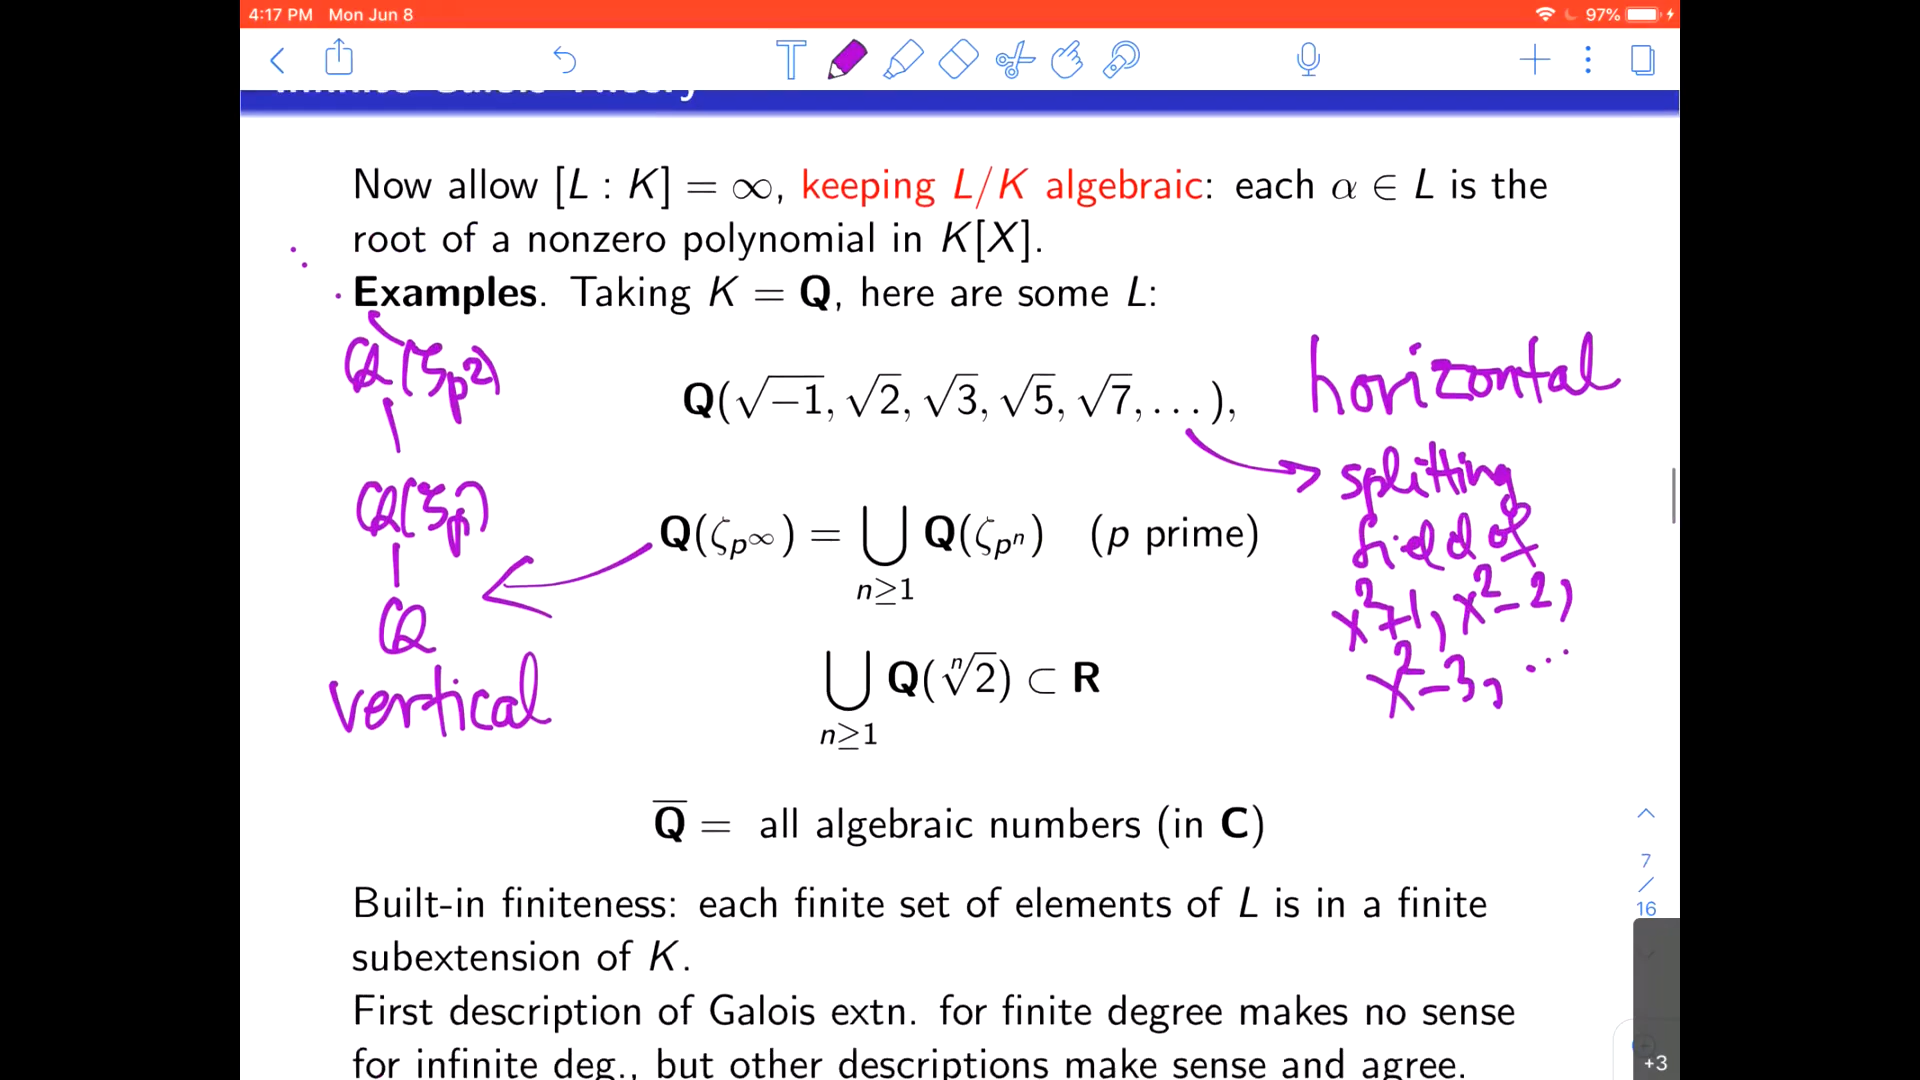 4:17 PM Mon Jun 8
97%
Infinite Galois Theory
Now allow [L : K] = ∞, keeping L/K algebraic: each α ∈ L is the
root of a nonzero polynomial in K[X].
Examples. Taking K = Q, here are some L:
Q(ζp²)
Q(ζp)
Q
vertical
Q(√−1, √2, √3, √5, √7, . . . ),
horizontal
splitting
field of
x²+1, x²−2,
x²−3, ...
Q(ζp∞) = ⋃ Q(ζpⁿ) (p prime)
n≥1
⋃ Q(ⁿ√2) ⊂ R
n≥1
Q̅ = all algebraic numbers (in C)
Built-in finiteness: each finite set of elements of L is in a finite
subextension of K.
First description of Galois extn. for finite degree makes no sense
for infinite deg., but other descriptions make sense and agree.
7
/
16
+3